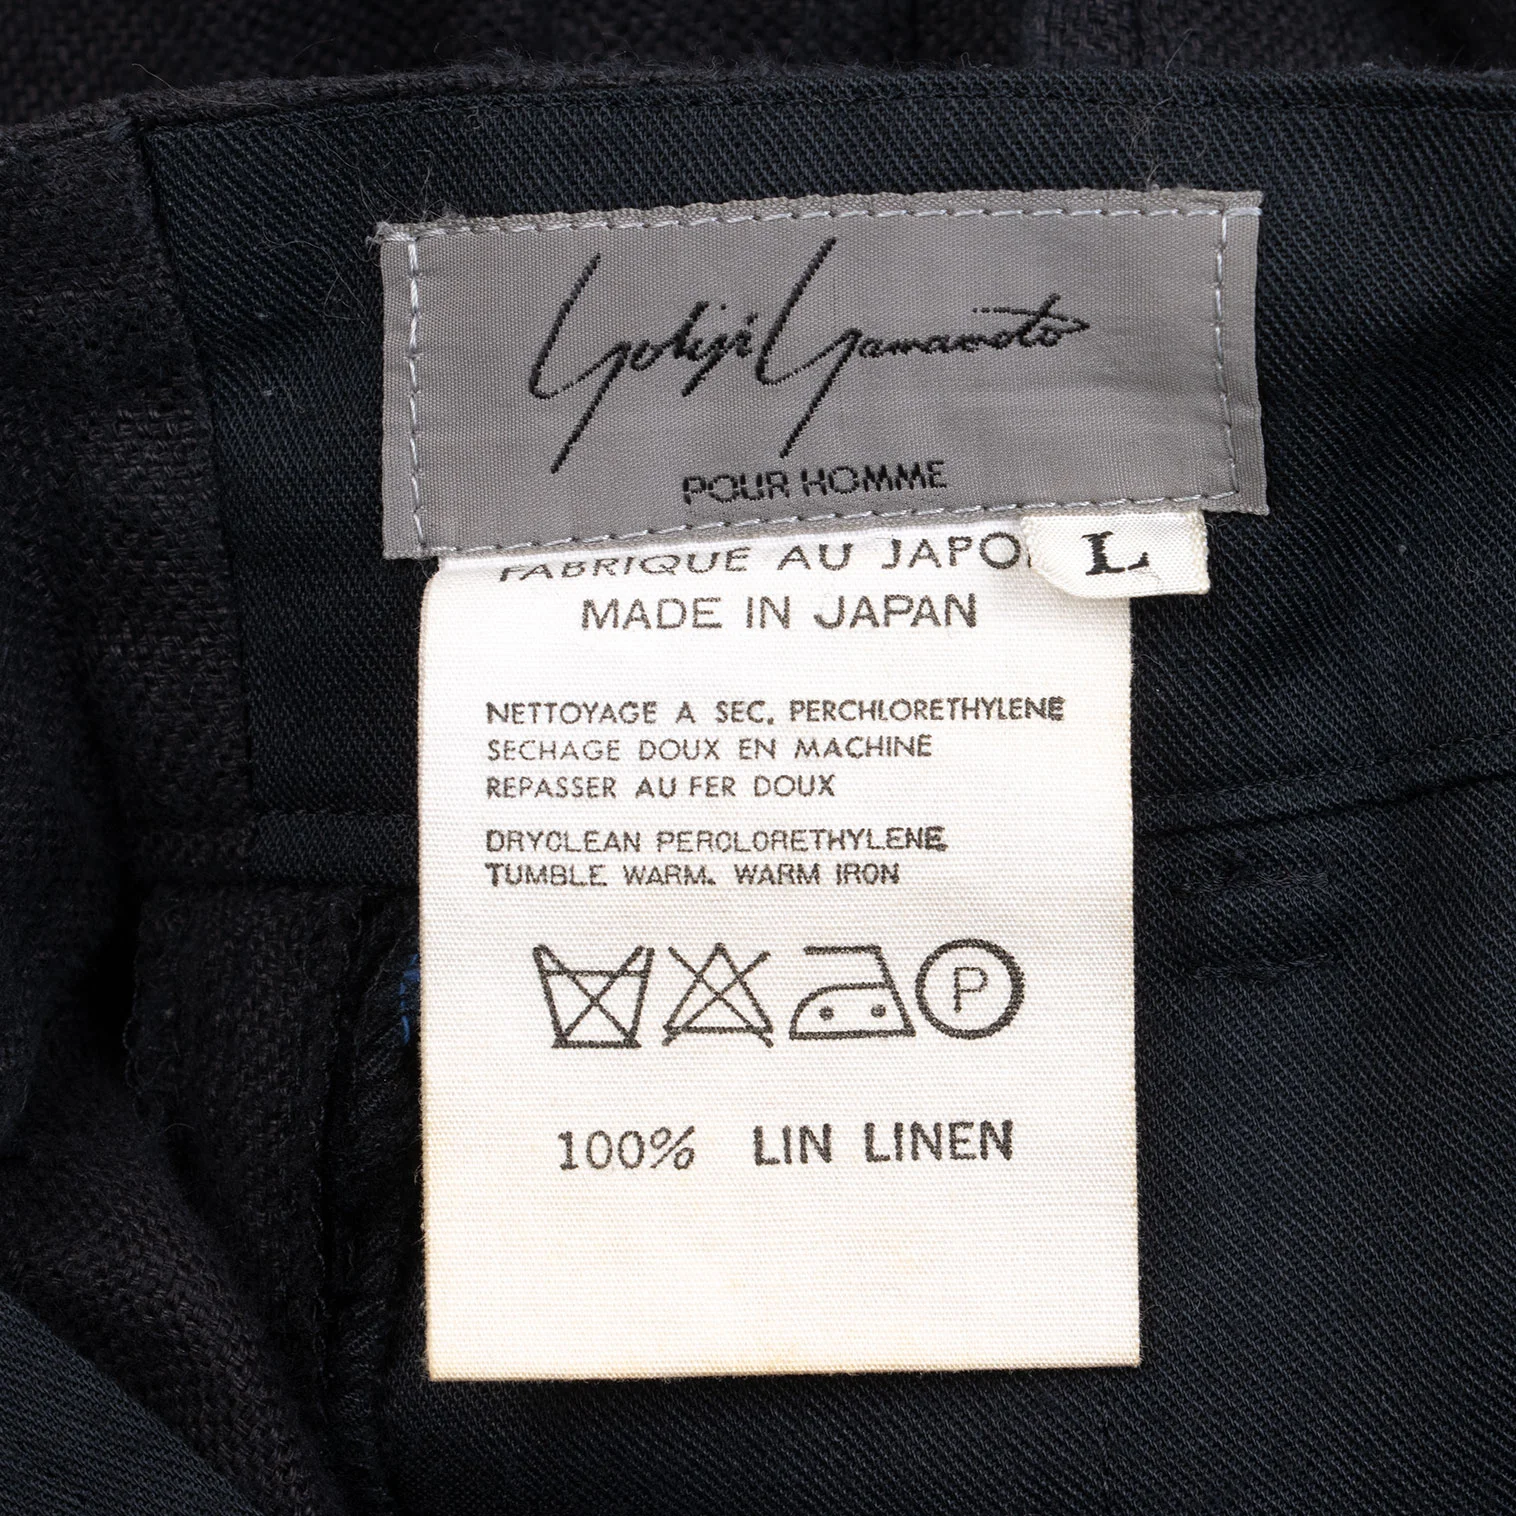 Yohji Yamamoto
POUR HOMME
L
FABRIQUE AU JAPO
MADE IN JAPAN
NETTOYAGE A SEC. PERCHLORETHYLENE
SECHAGE DOUX EN MACHINE
REPASSER AU FER DOUX
DRYCLEAN PERCLORETHYLENE
TUMBLE WARM. WARM IRON
P
100% LIN LINEN